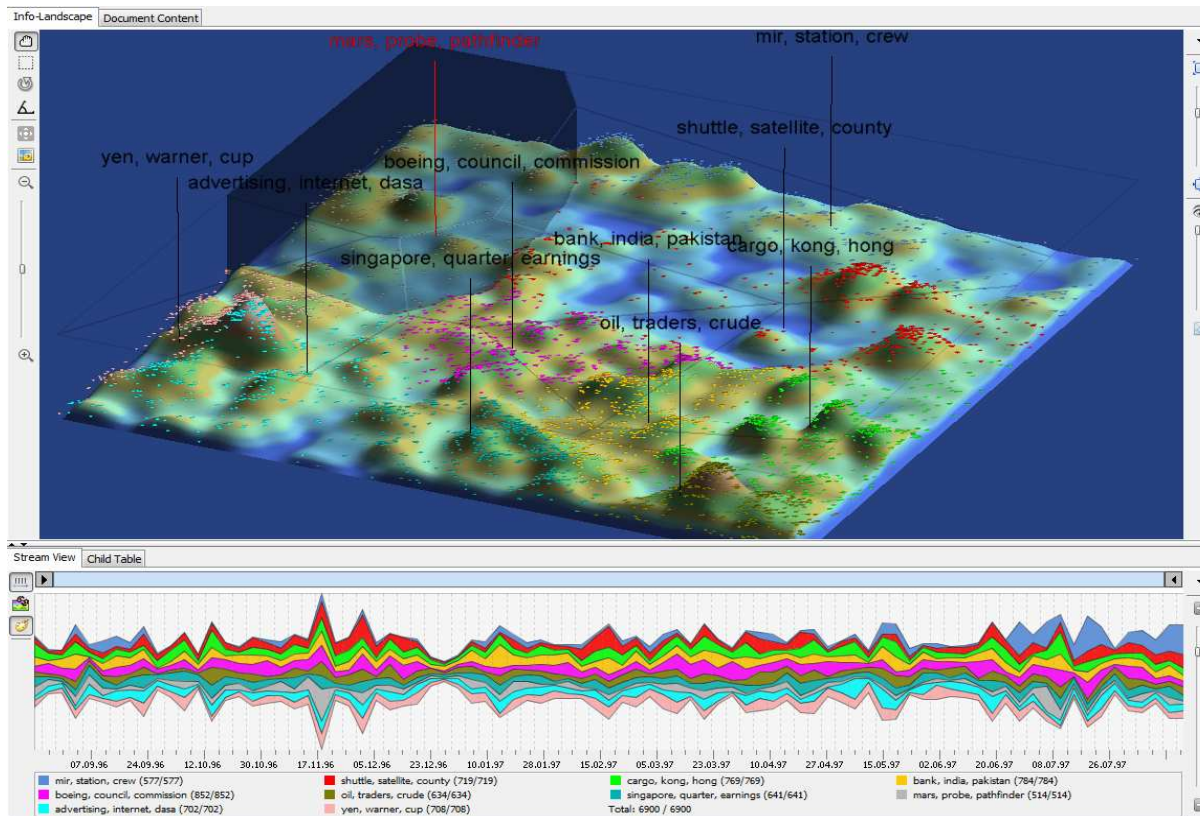 Info-Landscape Document Content
mars, probe, pathfinder
mir, station, crew
shuttle, satellite, county
yen, warner, cup
boeing, council, commission
advertising, internet, dasa
bank, india, pakistan
cargo, kong, hong
singapore, quarter, earnings
oil, traders, crude
Stream View Child Table
07.09.96 24.09.96 12.10.96 30.10.96 17.11.96 05.12.96 23.12.96 10.01.97 28.01.97 15.02.97 05.03.97 23.03.97 10.04.97 27.04.97 15.05.97 02.06.97 20.06.97 08.07.97 26.07.97
mir, station, crew (577/577) shuttle, satellite, county (719/719) cargo, kong, hong (769/769) bank, india, pakistan (784/784)
boeing, council, commission (852/852) oil, traders, crude (634/634) singapore, quarter, earnings (641/641) mars, probe, pathfinder (514/514)
advertising, internet, dasa (702/702) yen, warner, cup (708/708) Total: 6900 / 6900